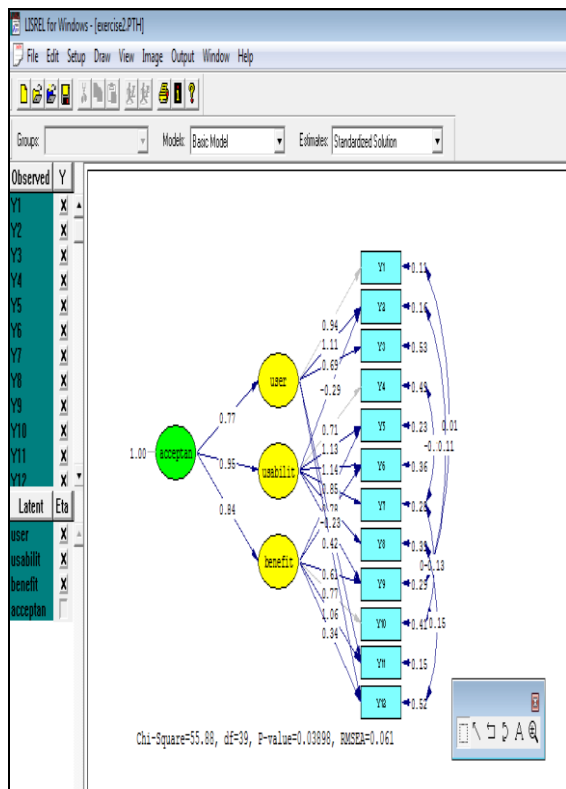 LISREL for Windows - [exercise2.PTH]
File Edit Setup Draw View Image Output Window Help
Groups: Models: Basic Model Estimates: Standardized Solution
Observed Y
Y1 X
Y2 X
Y3 X
Y4 X
Y5 X
Y6 X
Y7 X
Y8 X
Y9 X
Y10 X
Y11 X
Y12 X
Latent Eta
user X
usabilit X
benefit X
acceptan
1.00
acceptan
0.77
0.95
0.84
user
usabilit
benefit
0.94
1.11
0.69
-0.29
0.71
1.13
1.14
0.85
0.78
-0.23
0.42
0.61
0.77
1.06
0.34
Y1 0.11
Y2 0.16
Y3 0.53
Y4 0.49
Y5 0.23
Y6 0.36
Y7 0.28
Y8 0.39
Y9 0.29
Y10 0.41
Y11 0.15
Y12 0.52
0.01
0.11
0.13
0.15
Chi-Square=55.88, df=39, P-value=0.03898, RMSEA=0.061
A